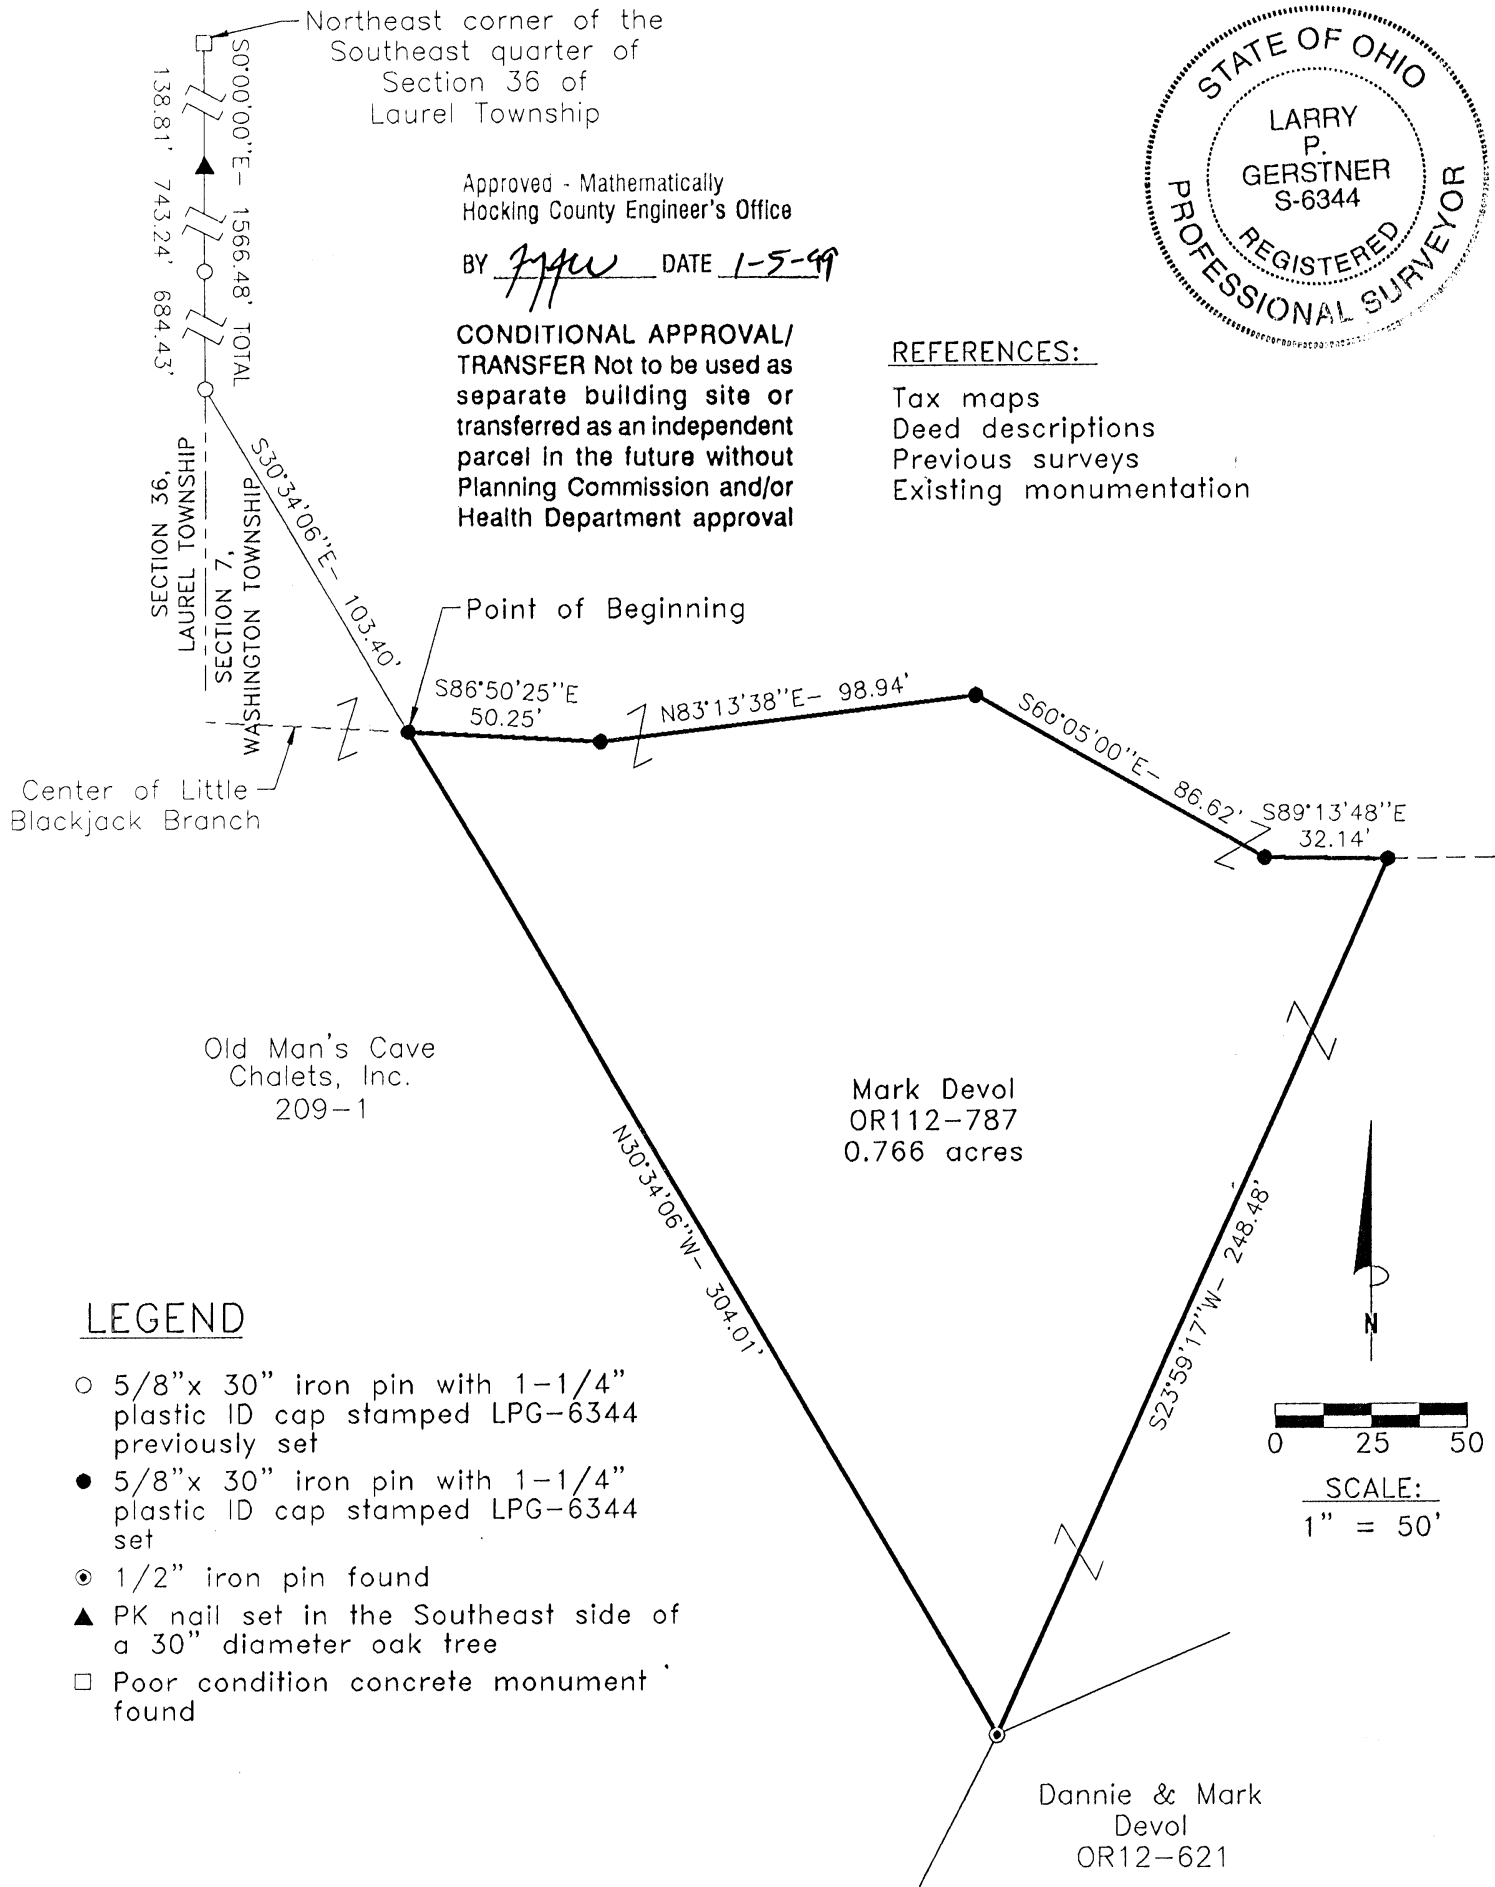 Northeast corner of the
Southeast quarter of
Section 36 of
Laurel Township
S0°00'00"E- 1566.48' TOTAL
138.81' 743.24' 684.43'
STATE OF OHIO
LARRY
P.
GERSTNER
S-6344
REGISTERED
PROFESSIONAL SURVEYOR
Approved - Mathematically
Hocking County Engineer's Office
BY DATE 1-5-99
CONDITIONAL APPROVAL/
TRANSFER Not to be used as
separate building site or
transferred as an independent
parcel in the future without
Planning Commission and/or
Health Department approval
REFERENCES:
Tax maps
Deed descriptions
Previous surveys
Existing monumentation
SECTION 36,
LAUREL TOWNSHIP
SECTION 7,
WASHINGTON TOWNSHIP
S30°34'06"E- 103.40'
Point of Beginning
S86°50'25"E
50.25'
N83°13'38"E- 98.94'
S60°05'00"E- 86.62'
S89°13'48"E
32.14'
Center of Little
Blackjack Branch
Old Man's Cave
Chalets, Inc.
209-1
Mark Devol
OR112-787
0.766 acres
N30°34'06"W- 304.01'
S23°59'17"W- 248.48'
N
0 25 50
SCALE:
1" = 50'
LEGEND
5/8"x 30" iron pin with 1-1/4"
plastic ID cap stamped LPG-6344
previously set
5/8"x 30" iron pin with 1-1/4"
plastic ID cap stamped LPG-6344
set
1/2" iron pin found
PK nail set in the Southeast side of
a 30" diameter oak tree
Poor condition concrete monument
found
Dannie & Mark
Devol
OR12-621